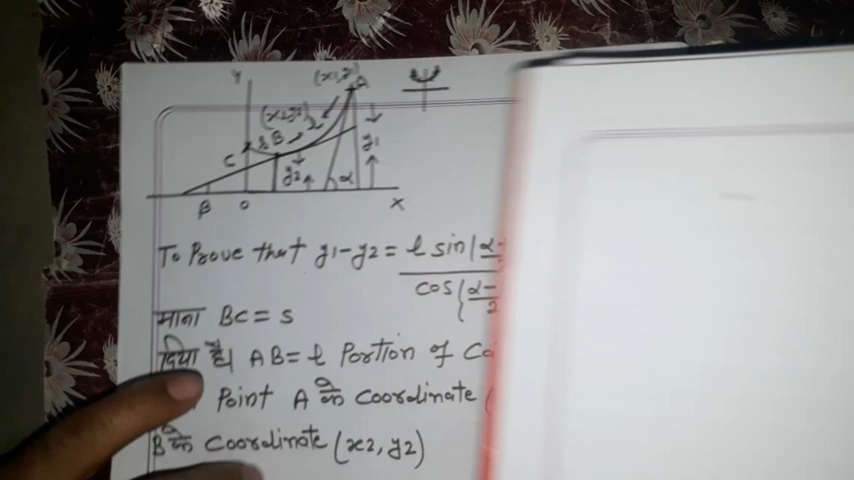 y
(x1, y1)
A
(x2, y2)
l
s B
C
y1
y2
α
β O X
To Prove that y1-y2 = l sin(α
cos(α-
2
माना BC = s
दिया है। AB = l Portion of
Point A के Coordinate (
B के Coordinate (x2, y2)